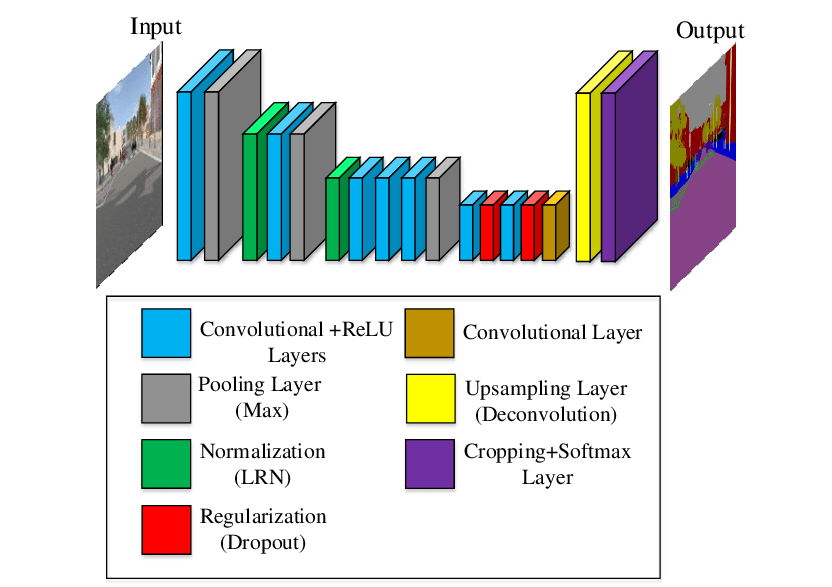 Input
Output
Convolutional +ReLU
Layers
Pooling Layer
(Max)
Normalization
(LRN)
Regularization
(Dropout)
Convolutional Layer
Upsampling Layer
(Deconvolution)
Cropping+Softmax
Layer